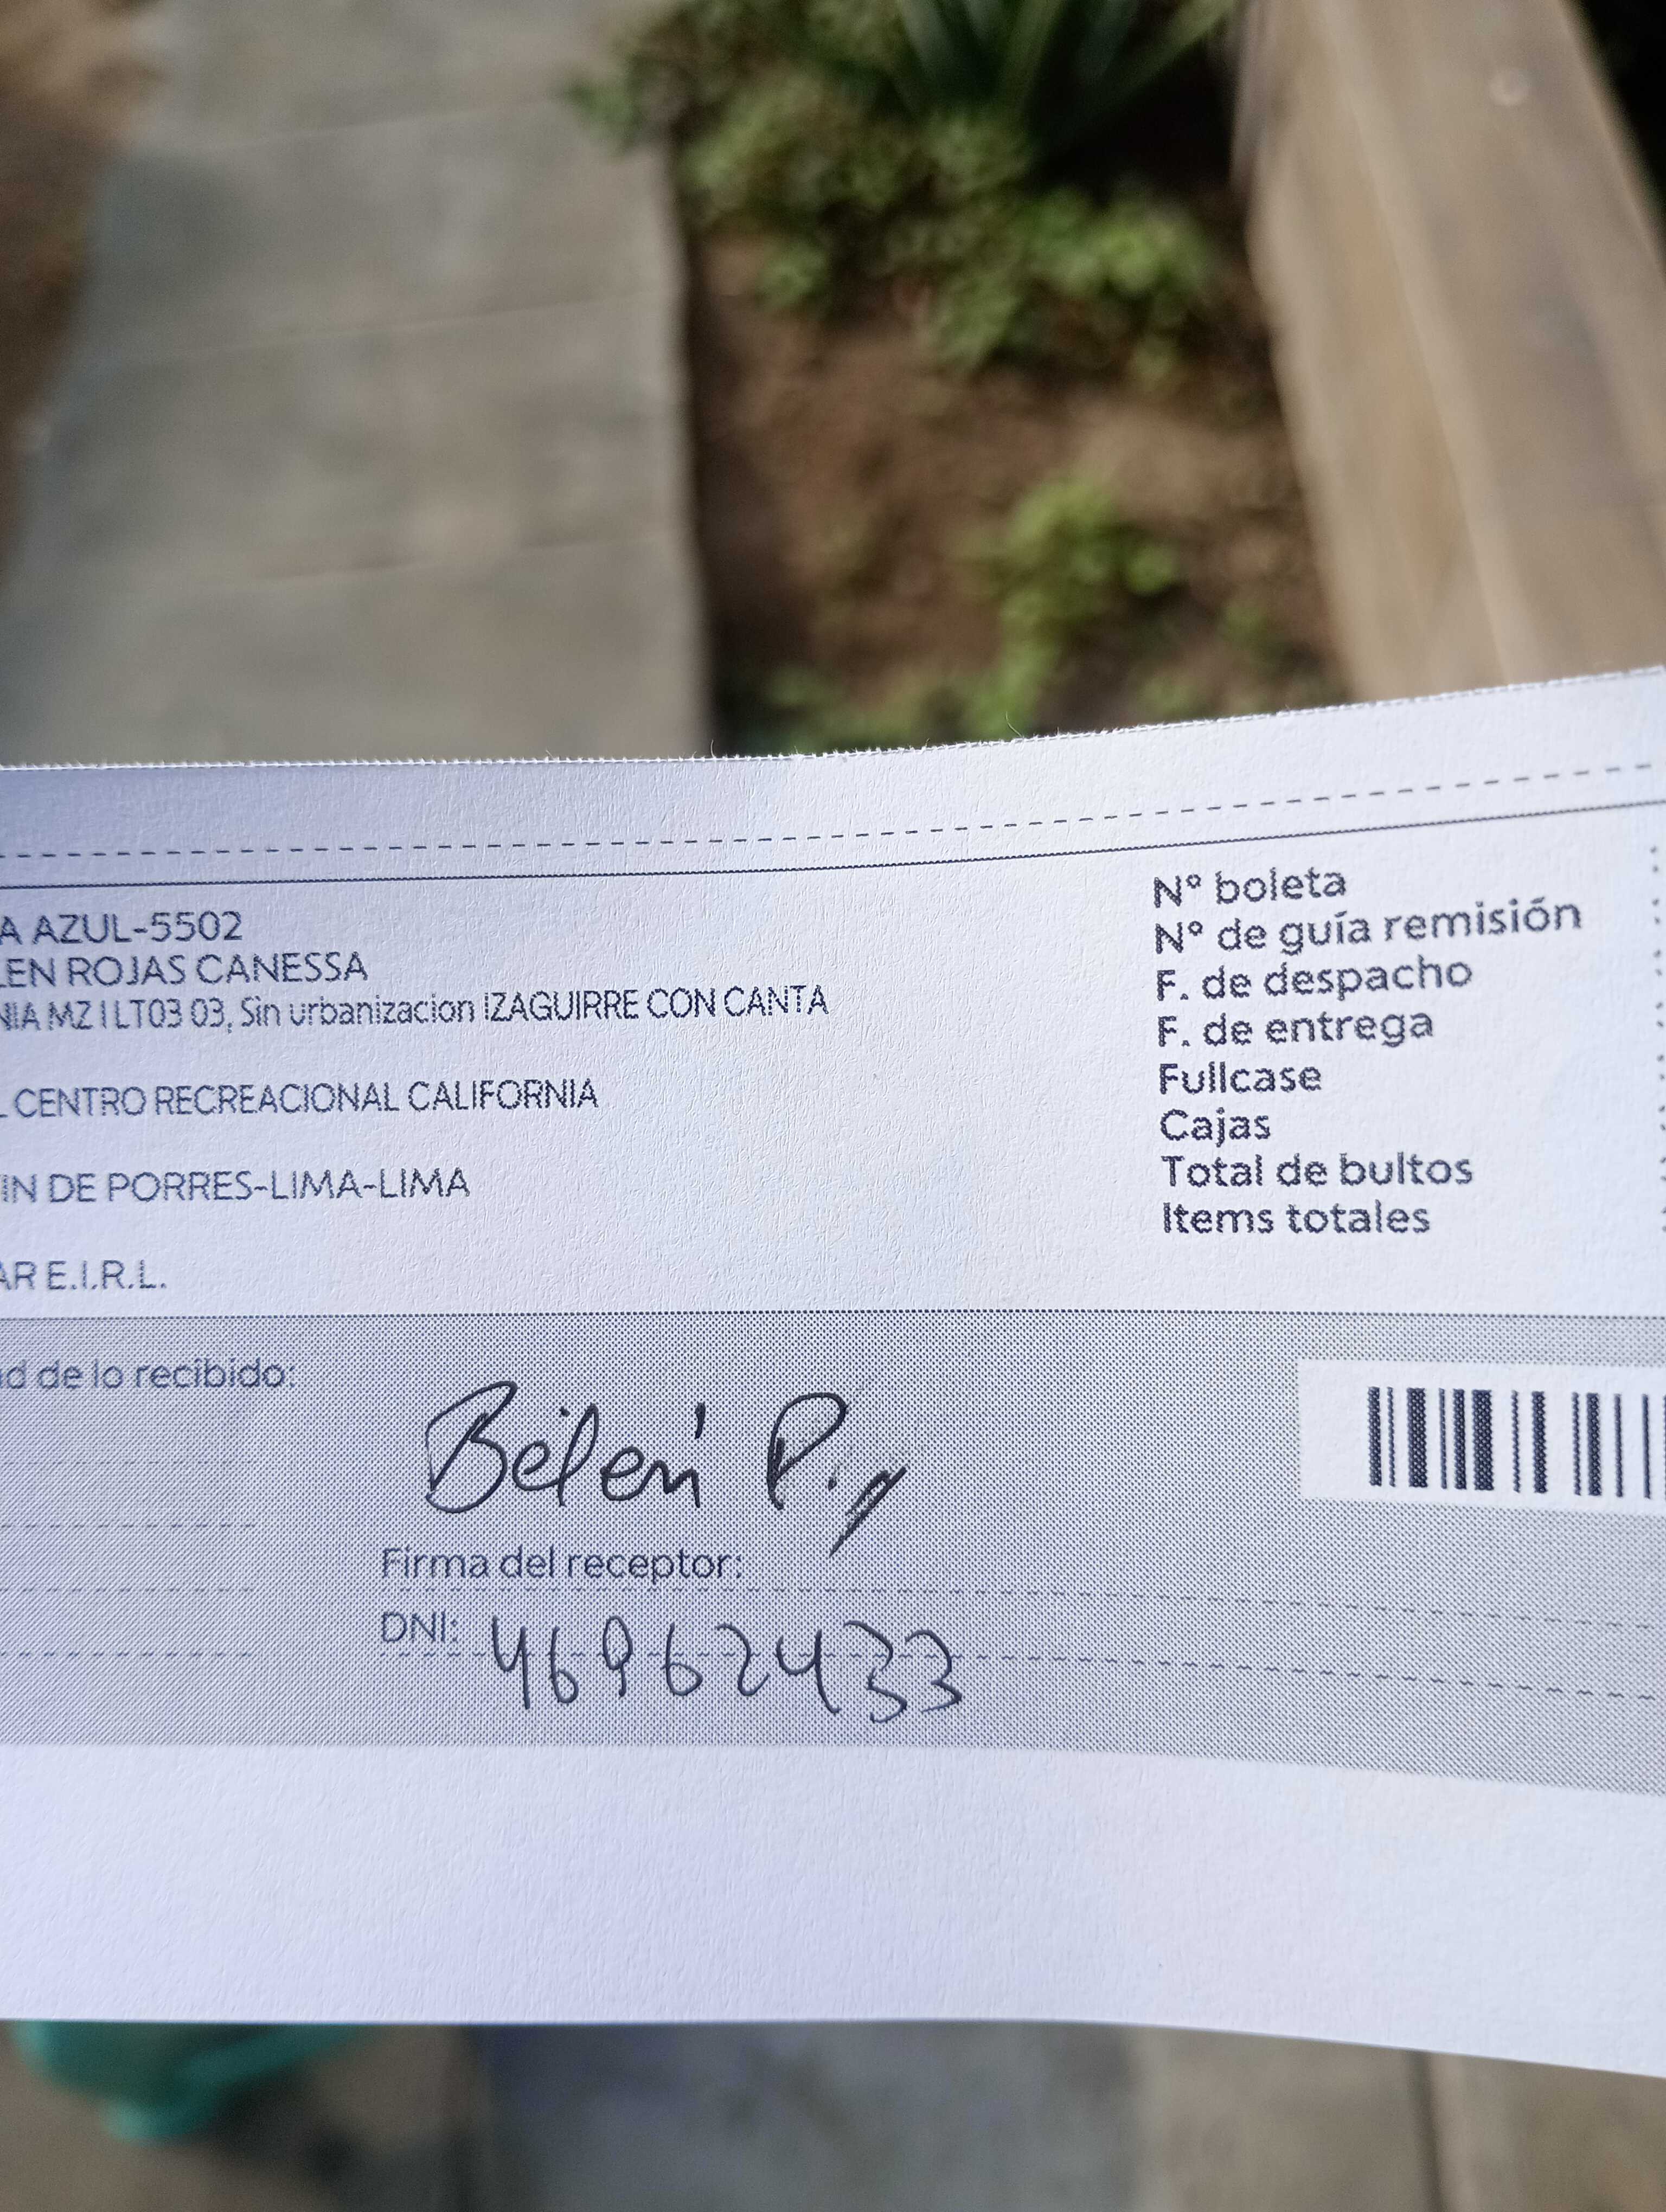 A AZUL-5502
LEN ROJAS CANESSA
NIA MZ I LT03 03, Sin urbanizacion IZAGUIRRE CON CANTA
L CENTRO RECREACIONAL CALIFORNIA
IN DE PORRES-LIMA-LIMA
AR E.I.R.L.
N° boleta
N° de guía remisión
F. de despacho
F. de entrega
Fullcase
Cajas
Total de bultos
Items totales
ad de lo recibido:
Belén
Firma del receptor:
DNI: 46962433